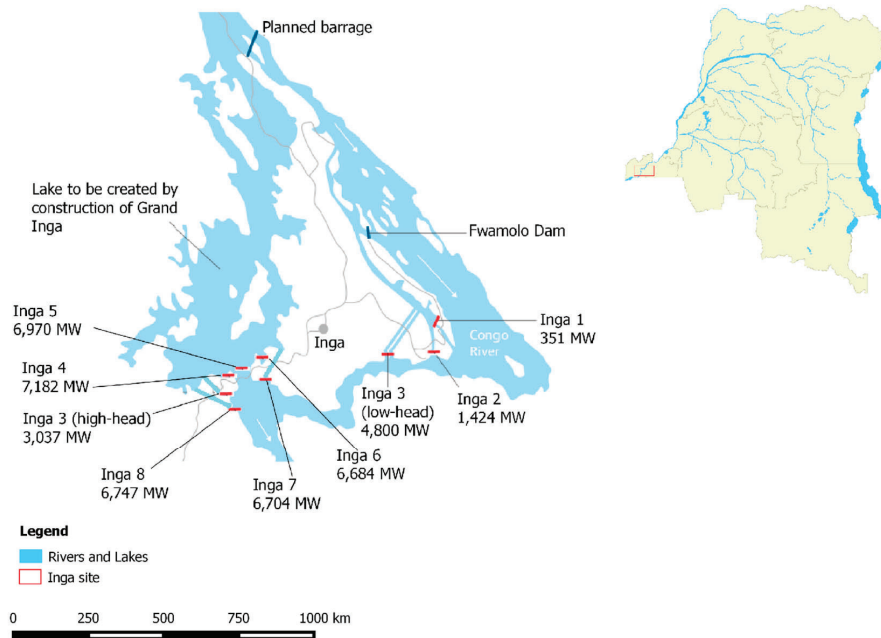 Planned barrage
Lake to be created by
construction of Grand
Inga
Fwamolo Dam
Inga 5
6,970 MW
Inga 1
351 MW
Inga
Congo
River
Inga 4
7,182 MW
Inga 3
(low-head)
4,800 MW
Inga 2
1,424 MW
Inga 3 (high-head)
3,037 MW
Inga 6
6,684 MW
Inga 8
6,747 MW
Inga 7
6,704 MW
Legend
Rivers and Lakes
Inga site
0 250 500 750 1000 km